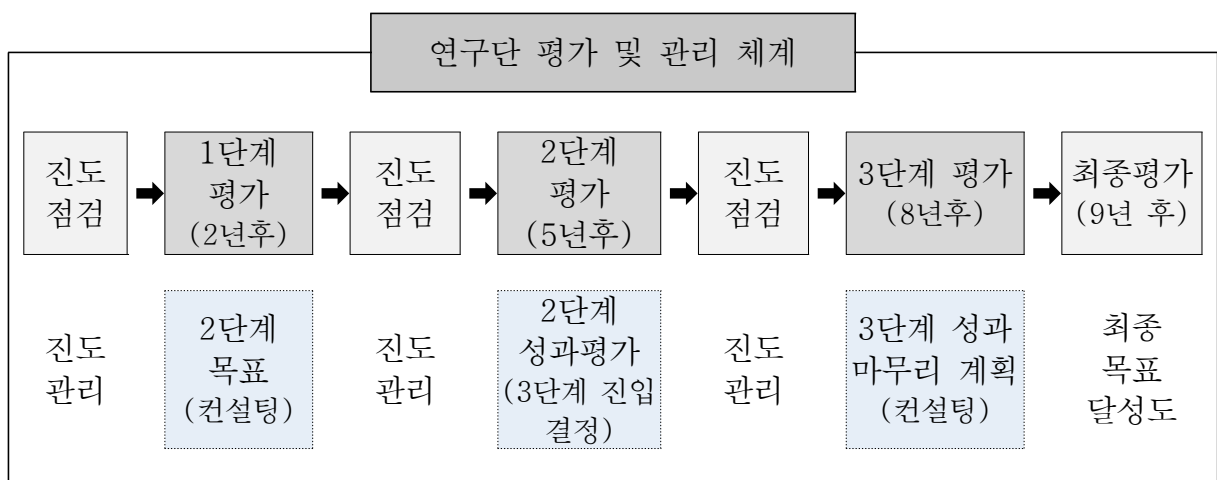 연구단 평가 및 관리 체계
진도
점검
1단계
평가
(2년후)
진도
점검
2단계
평가
(5년후)
진도
점검
3단계 평가
(8년후)
최종평가
(9년 후)
진도
관리
2단계
목표
(컨설팅)
진도
관리
2단계
성과평가
(3단계 진입
결정)
진도
관리
3단계 성과
마무리 계획
(컨설팅)
최종
목표
달성도